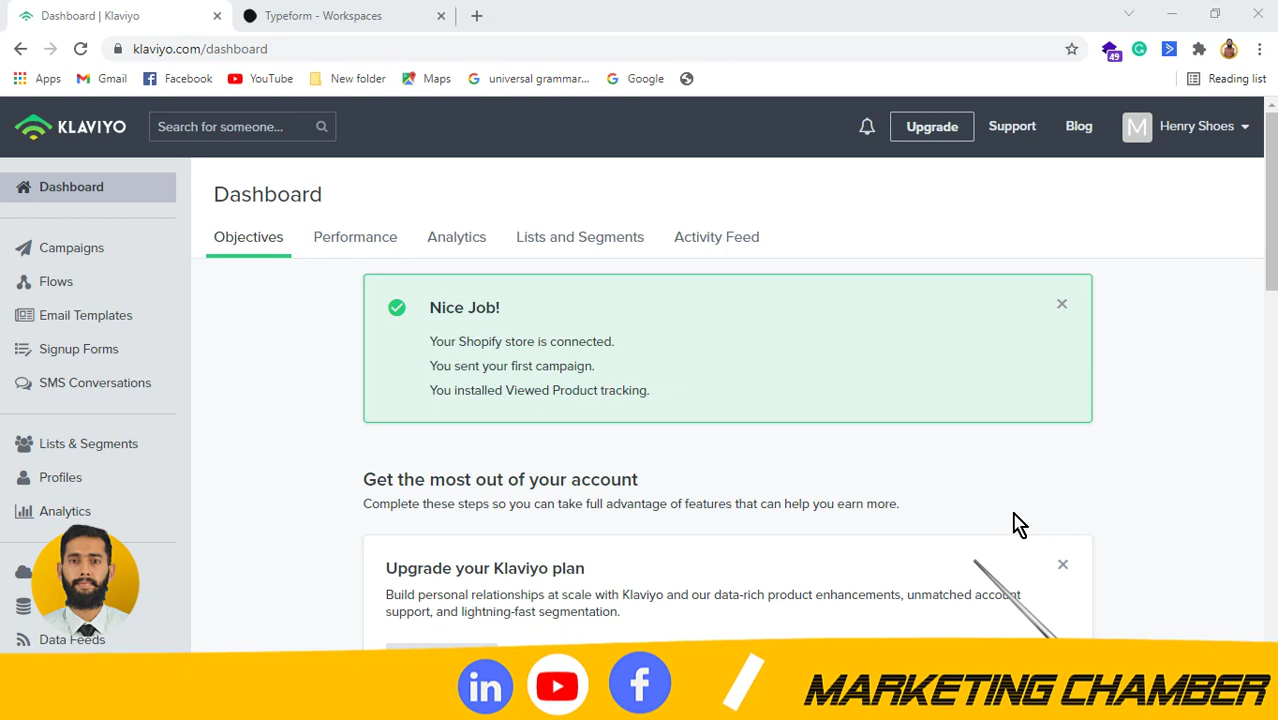 Dashboard | Klaviyo
Typeform - Workspaces
klaviyo.com/dashboard
Apps
Gmail
Facebook
YouTube
New folder
Maps
universal grammar...
Google
Reading list
49
KLAVIYO
Search for someone...
Upgrade
Support
Blog
M
Henry Shoes
Dashboard
Campaigns
Flows
Email Templates
Signup Forms
SMS Conversations
Lists & Segments
Profiles
Analytics
Data Feeds
Dashboard
Objectives
Performance
Analytics
Lists and Segments
Activity Feed
Nice Job!
Your Shopify store is connected.
You sent your first campaign.
You installed Viewed Product tracking.
Get the most out of your account
Complete these steps so you can take full advantage of features that can help you earn more.
Upgrade your Klaviyo plan
Build personal relationships at scale with Klaviyo and our data-rich product enhancements, unmatched account
support, and lightning-fast segmentation.
in
f
MARKETING CHAMBER